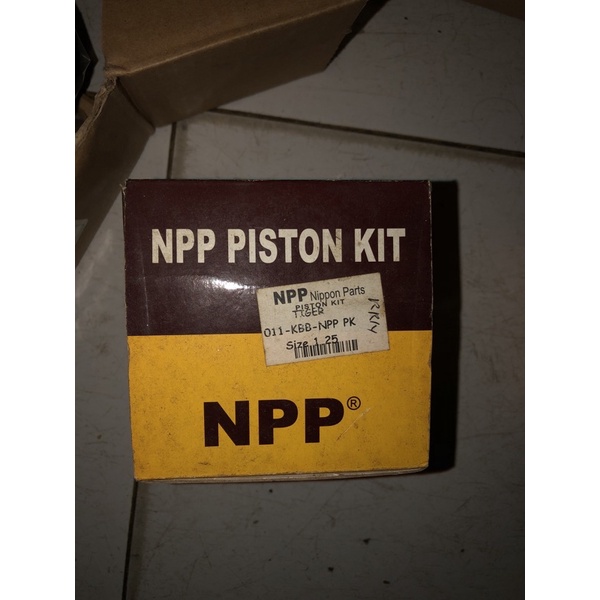 NPP PISTON KIT
NPP Nippon Parts
PISTON KIT
TIGER
011-KBB-NPP PK
Size 1.25
NPP®